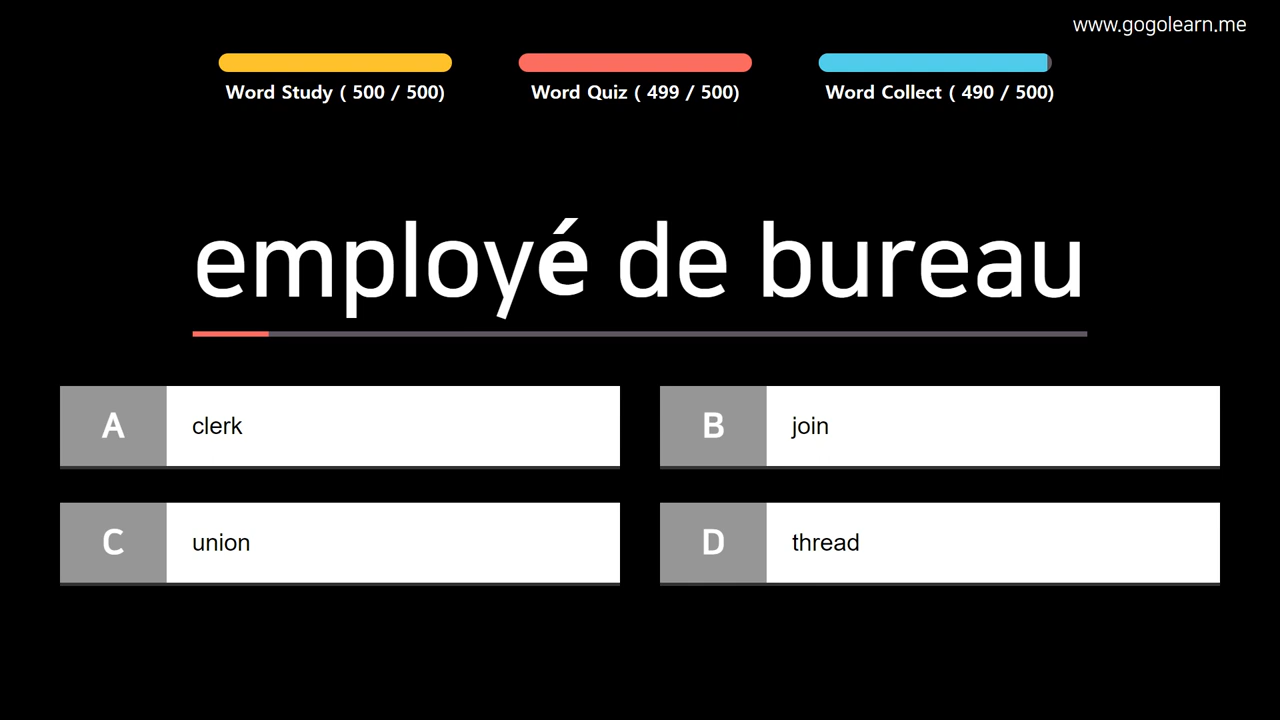 www.gogolearn.me
Word Study ( 500 / 500)
Word Quiz ( 499 / 500)
Word Collect ( 490 / 500)
employé de bureau
A clerk
B join
C union
D thread